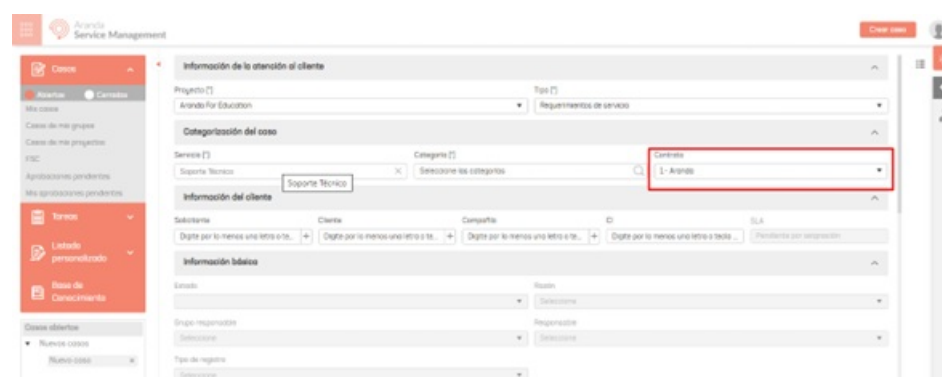 Aranda
Service Management
Crear caso
Casos
Abiertos
Cerrados
Mis casos
Casos de mis grupos
Casos de mis proyectos
FSC
Aprobaciones pendientes
Mis aprobaciones pendientes
Tareas
Listado
personalizado
Base de
Conocimiento
Casos abiertos
Nuevos casos
Nuevo caso
Información de la atención al cliente
Proyecto (*)
Tipo (*)
Aranda For Education
Requerimientos de servicio
Categorización del caso
Servicio (*)
Categoría (*)
Contrato
Soporte Técnico
Seleccione las categorías
1 - Aranda
Soporte Técnico
Información del cliente
Solicitante
Cliente
Compañía
CI
SLA
Digite por lo menos una letra o te...
Digite por lo menos una letra o te...
Digite por lo menos una letra o te...
Digite por lo menos una letra o tecla ...
Pendiente por asignación
Información básica
Estado
Razón
Seleccione
Grupo responsable
Responsable
Seleccione
Seleccione
Tipo de registro
Seleccione